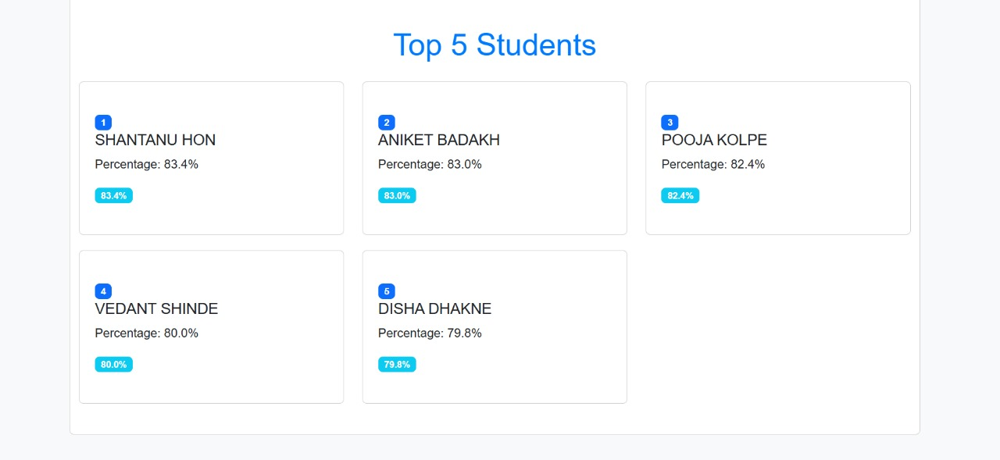 Top 5 Students
1
SHANTANU HON
Percentage: 83.4%
83.4%
2
ANIKET BADAKH
Percentage: 83.0%
83.0%
3
POOJA KOLPE
Percentage: 82.4%
82.4%
4
VEDANT SHINDE
Percentage: 80.0%
80.0%
5
DISHA DHAKNE
Percentage: 79.8%
79.8%